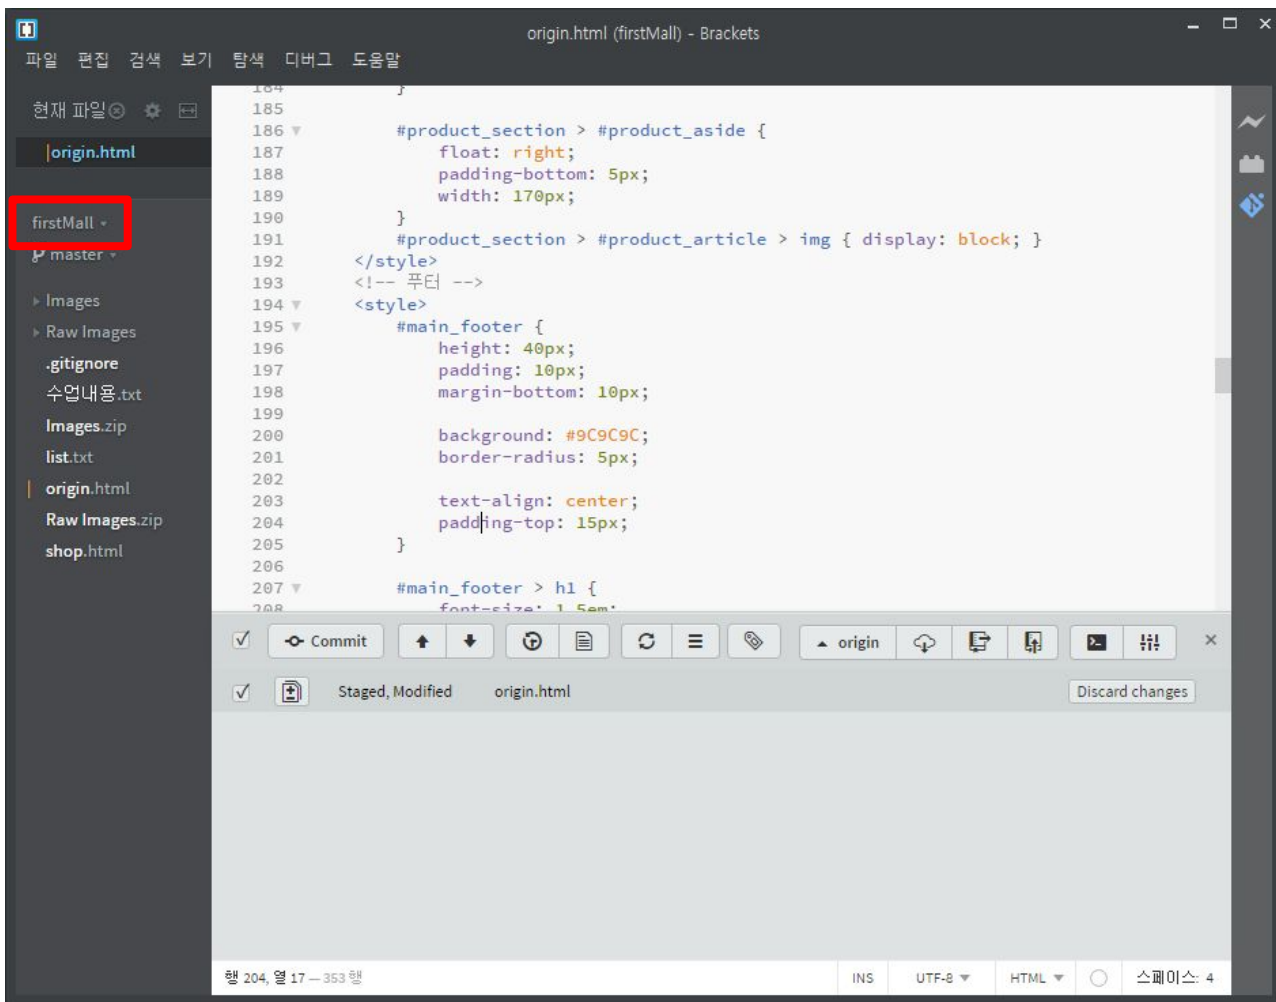 origin.html (firstMall) - Brackets
파일 편집 검색 보기 탐색 디버그 도움말
현재 파일
origin.html
firstMall
master
Images
Raw Images
.gitignore
수업내용.txt
Images.zip
list.txt
origin.html
Raw Images.zip
shop.html
184 }
185
186 #product_section > #product_aside {
187 float: right;
188 padding-bottom: 5px;
189 width: 170px;
190 }
191 #product_section > #product_article > img { display: block; }
192 </style>
193 <!-- 푸터 -->
194 <style>
195 #main_footer {
196 height: 40px;
197 padding: 10px;
198 margin-bottom: 10px;
199
200 background: #9C9C9C;
201 border-radius: 5px;
202
203 text-align: center;
204 padding-top: 15px;
205 }
206
207 #main_footer > h1 {
208 font-size: 1.5em;
Commit origin
Staged, Modified origin.html Discard changes
행 204, 열 17 — 353 행 INS UTF-8 HTML 스페이스: 4